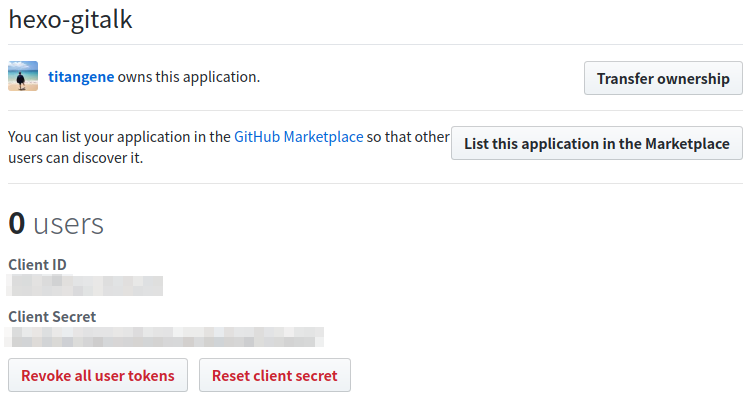 hexo-gitalk
titangene owns this application.
Transfer ownership
You can list your application in the GitHub Marketplace so that other
users can discover it.
List this application in the Marketplace
0 users
Client ID
Client Secret
Revoke all user tokens
Reset client secret